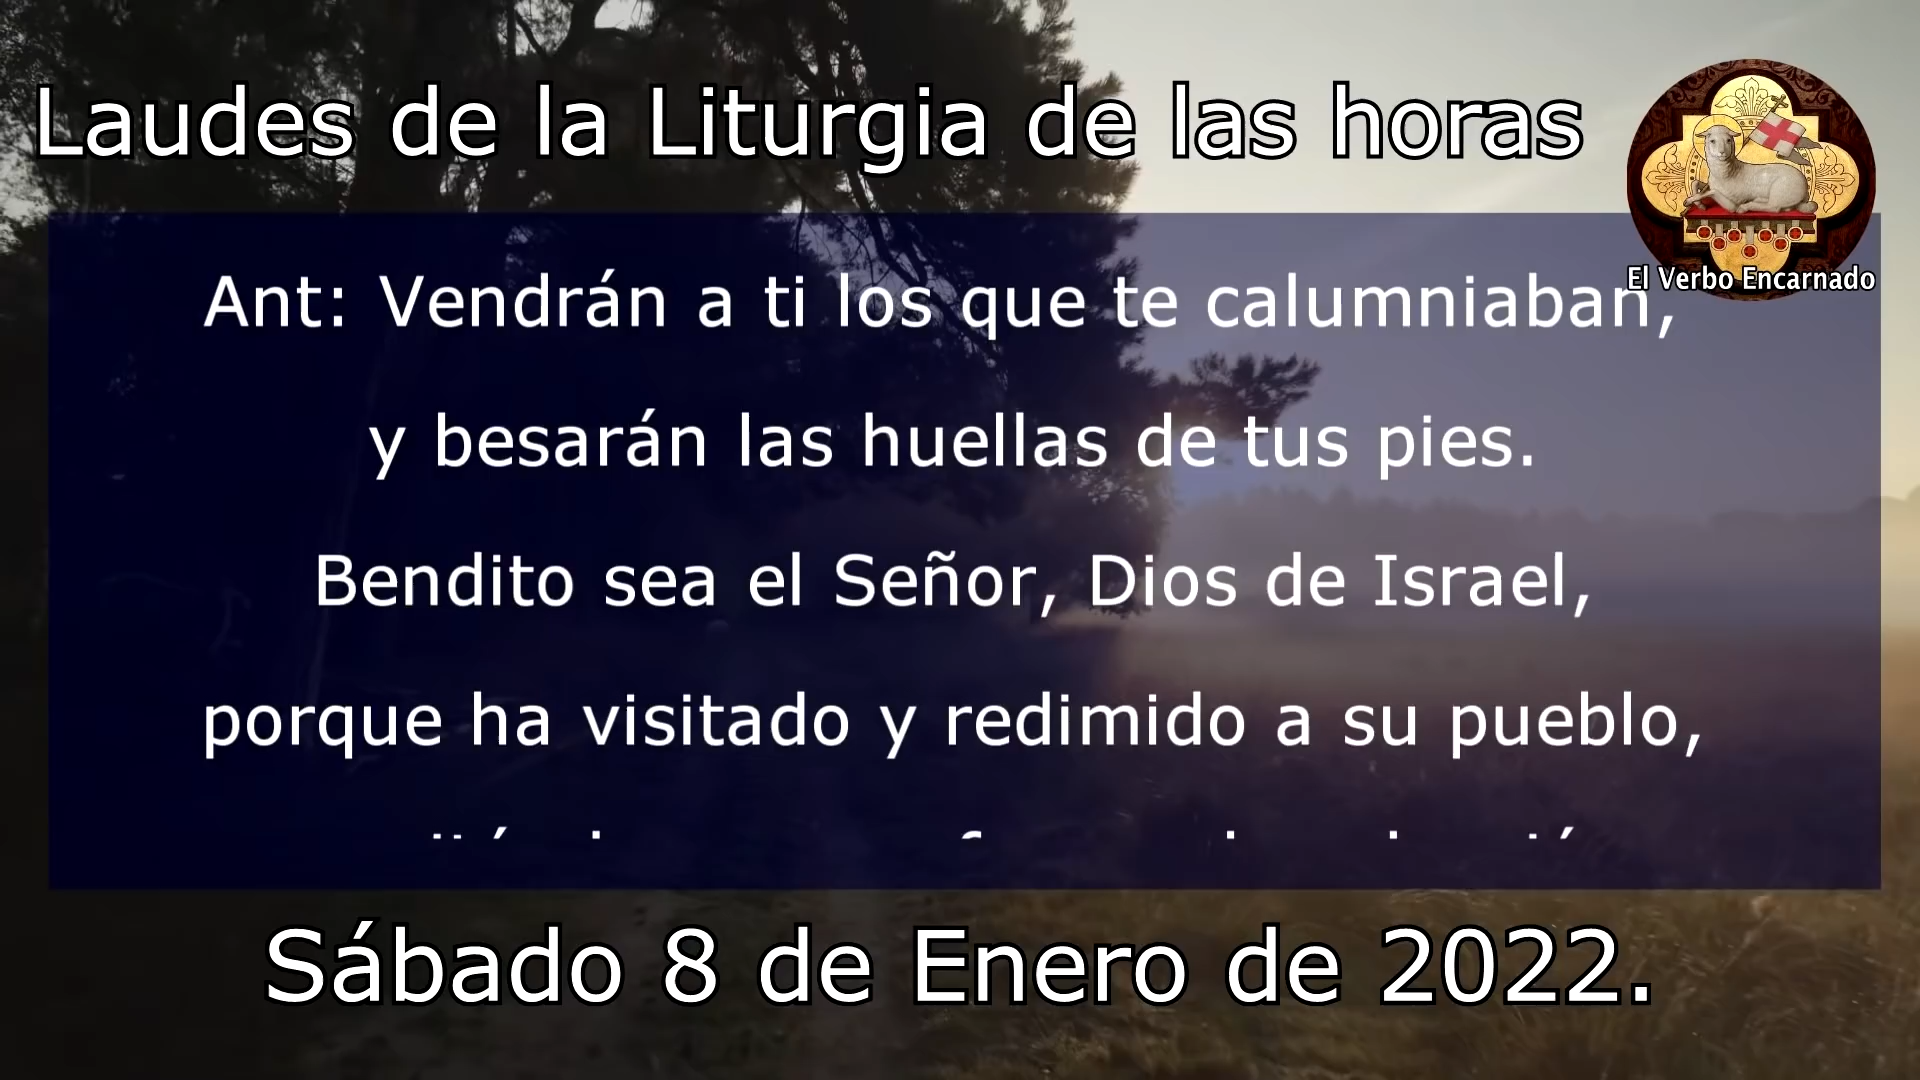 Laudes de la Liturgia de las horas
El Verbo Encarnado
Ant: Vendrán a ti los que te calumniaban,
y besarán las huellas de tus pies.
Bendito sea el Señor, Dios de Israel,
porque ha visitado y redimido a su pueblo,
Sábado 8 de Enero de 2022.